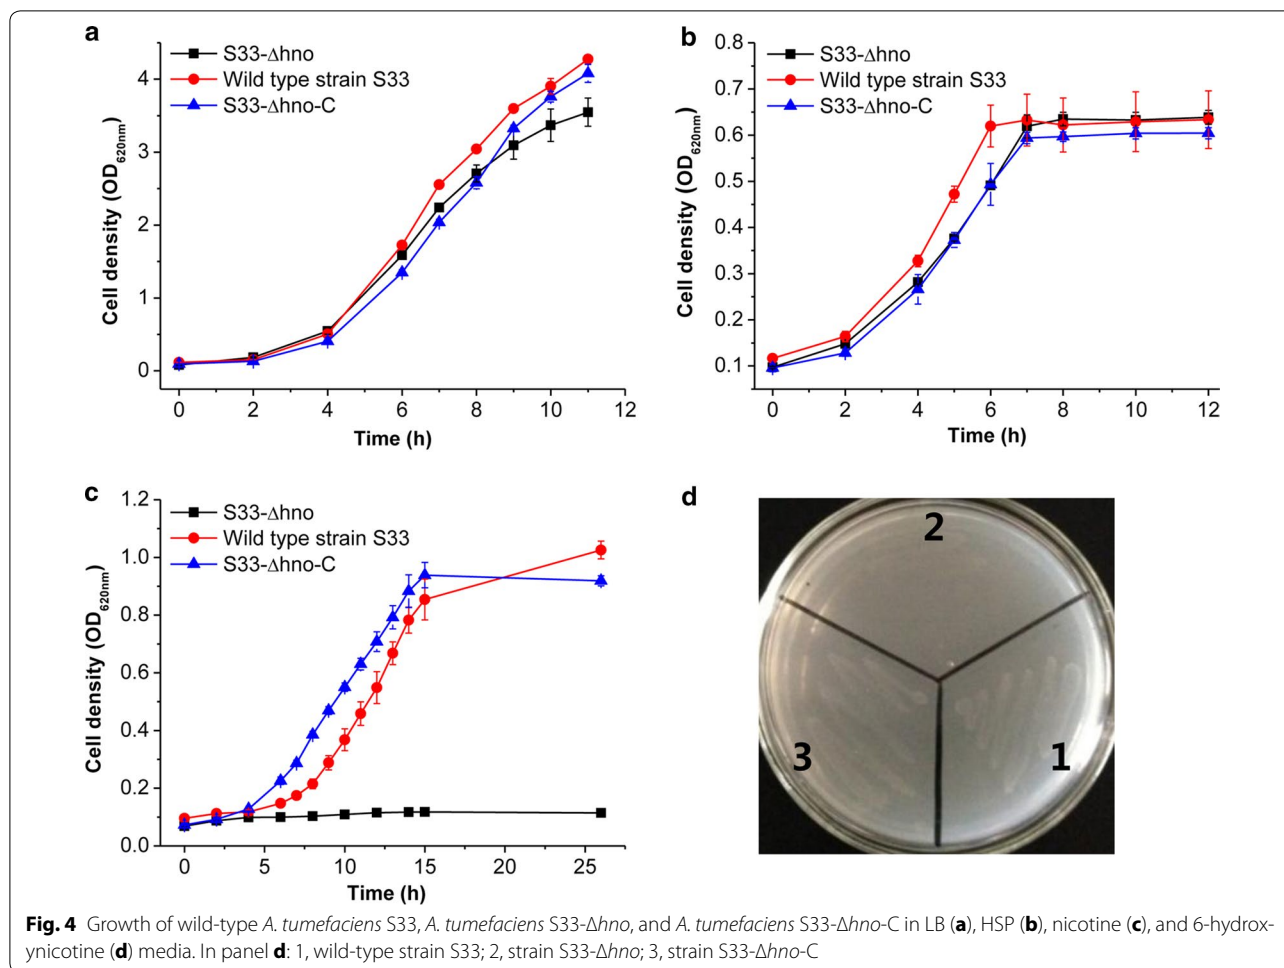 a
S33-Δhno
Wild type strain S33
S33-Δhno-C
Cell density (OD620nm)
4
3
2
1
0
0 2 4 6 8 10 12
Time (h)
b
S33-Δhno
Wild type strain S33
S33-Δhno-C
Cell density (OD620nm)
0.8
0.7
0.6
0.5
0.4
0.3
0.2
0.1
0 2 4 6 8 10 12
Time (h)
c
S33-Δhno
Wild type strain S33
S33-Δhno-C
Cell density (OD620nm)
1.2
1.0
0.8
0.6
0.4
0.2
0.0
0 5 10 15 20 25
Time (h)
d
2
3
1
Fig. 4 Growth of wild-type A. tumefaciens S33, A. tumefaciens S33-Δhno, and A. tumefaciens S33-Δhno-C in LB (a), HSP (b), nicotine (c), and 6-hydrox-
ynicotine (d) media. In panel d: 1, wild-type strain S33; 2, strain S33-Δhno; 3, strain S33-Δhno-C